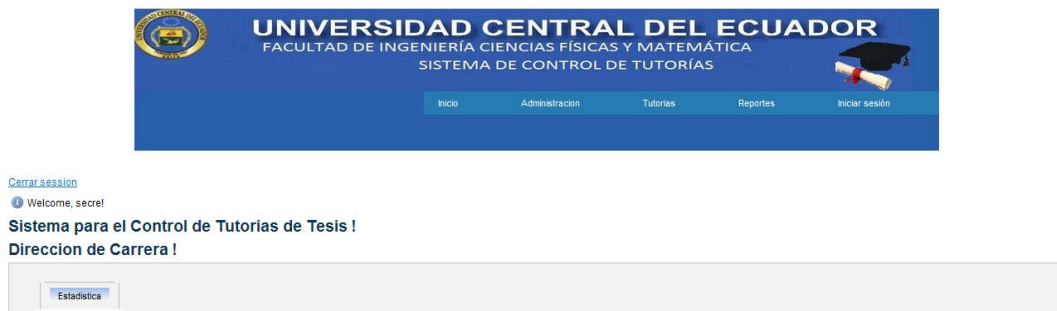 UNIVERSIDAD CENTRAL DEL ECUADOR
FACULTAD DE INGENIERÍA CIENCIAS FÍSICAS Y MATEMÁTICA
SISTEMA DE CONTROL DE TUTORÍAS
Inicio Administracion Tutorias Reportes Iniciar sesión
Cerrar session
Welcome, secre!
Sistema para el Control de Tutorias de Tesis !
Direccion de Carrera !
Estadistica